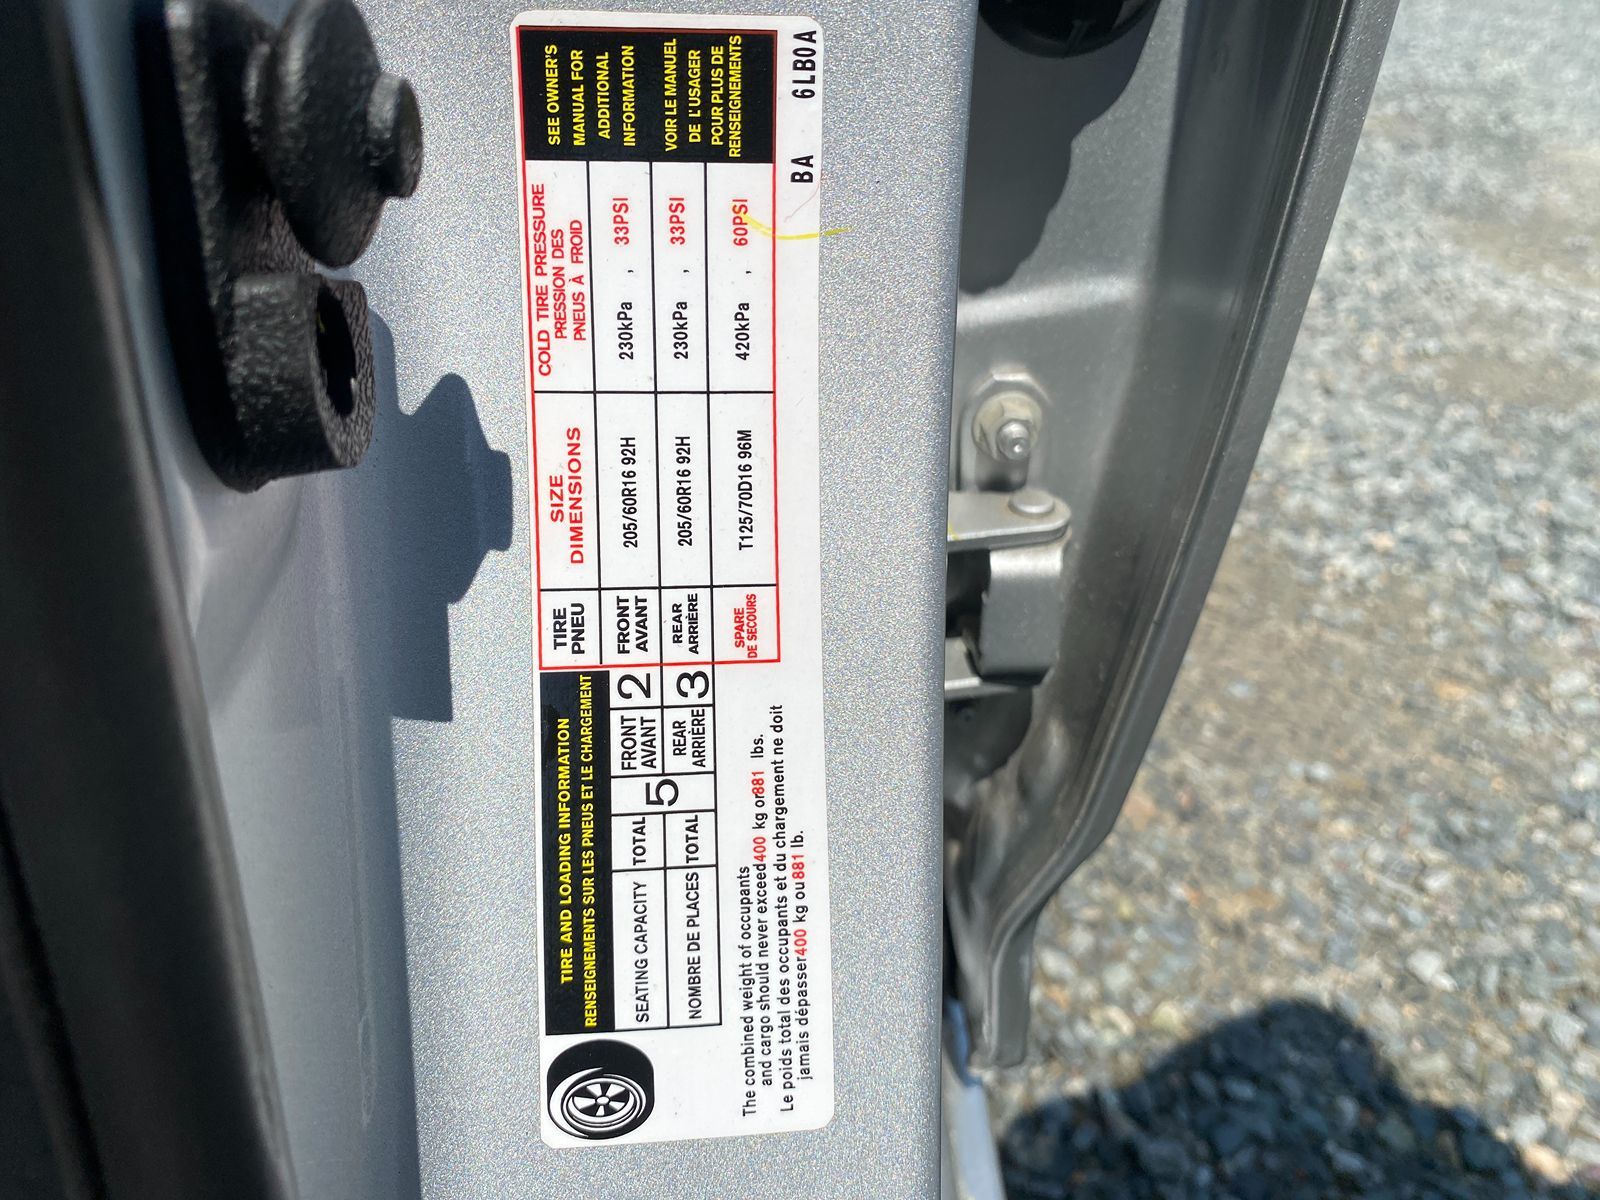 TIRE AND LOADING INFORMATION
RENSEIGNEMENTS SUR LES PNEUS ET LE CHARGEMENT
SEATING CAPACITY
NOMBRE DE PLACES
TOTAL
TOTAL
5
FRONT
AVANT
2
REAR
ARRIÈRE
3
The combined weight of occupants
and cargo should never exceed 400 kg or 881 lbs.
Le poids total des occupants et du chargement ne doit
jamais dépasser 400 kg ou 881 lb.
TIRE
PNEU
SIZE
DIMENSIONS
COLD TIRE PRESSURE
PRESSION DES
PNEUS À FROID
FRONT
AVANT
205/60R16 92H
230kPa , 33PSI
REAR
ARRIÈRE
205/60R16 92H
230kPa , 33PSI
SPARE
DE SECOURS
T125/70D16 96M
420kPa , 60PSI
SEE OWNER'S
MANUAL FOR
ADDITIONAL
INFORMATION
VOIR LE MANUEL
DE L'USAGER
POUR PLUS DE
RENSEIGNEMENTS
BA 6LB0A